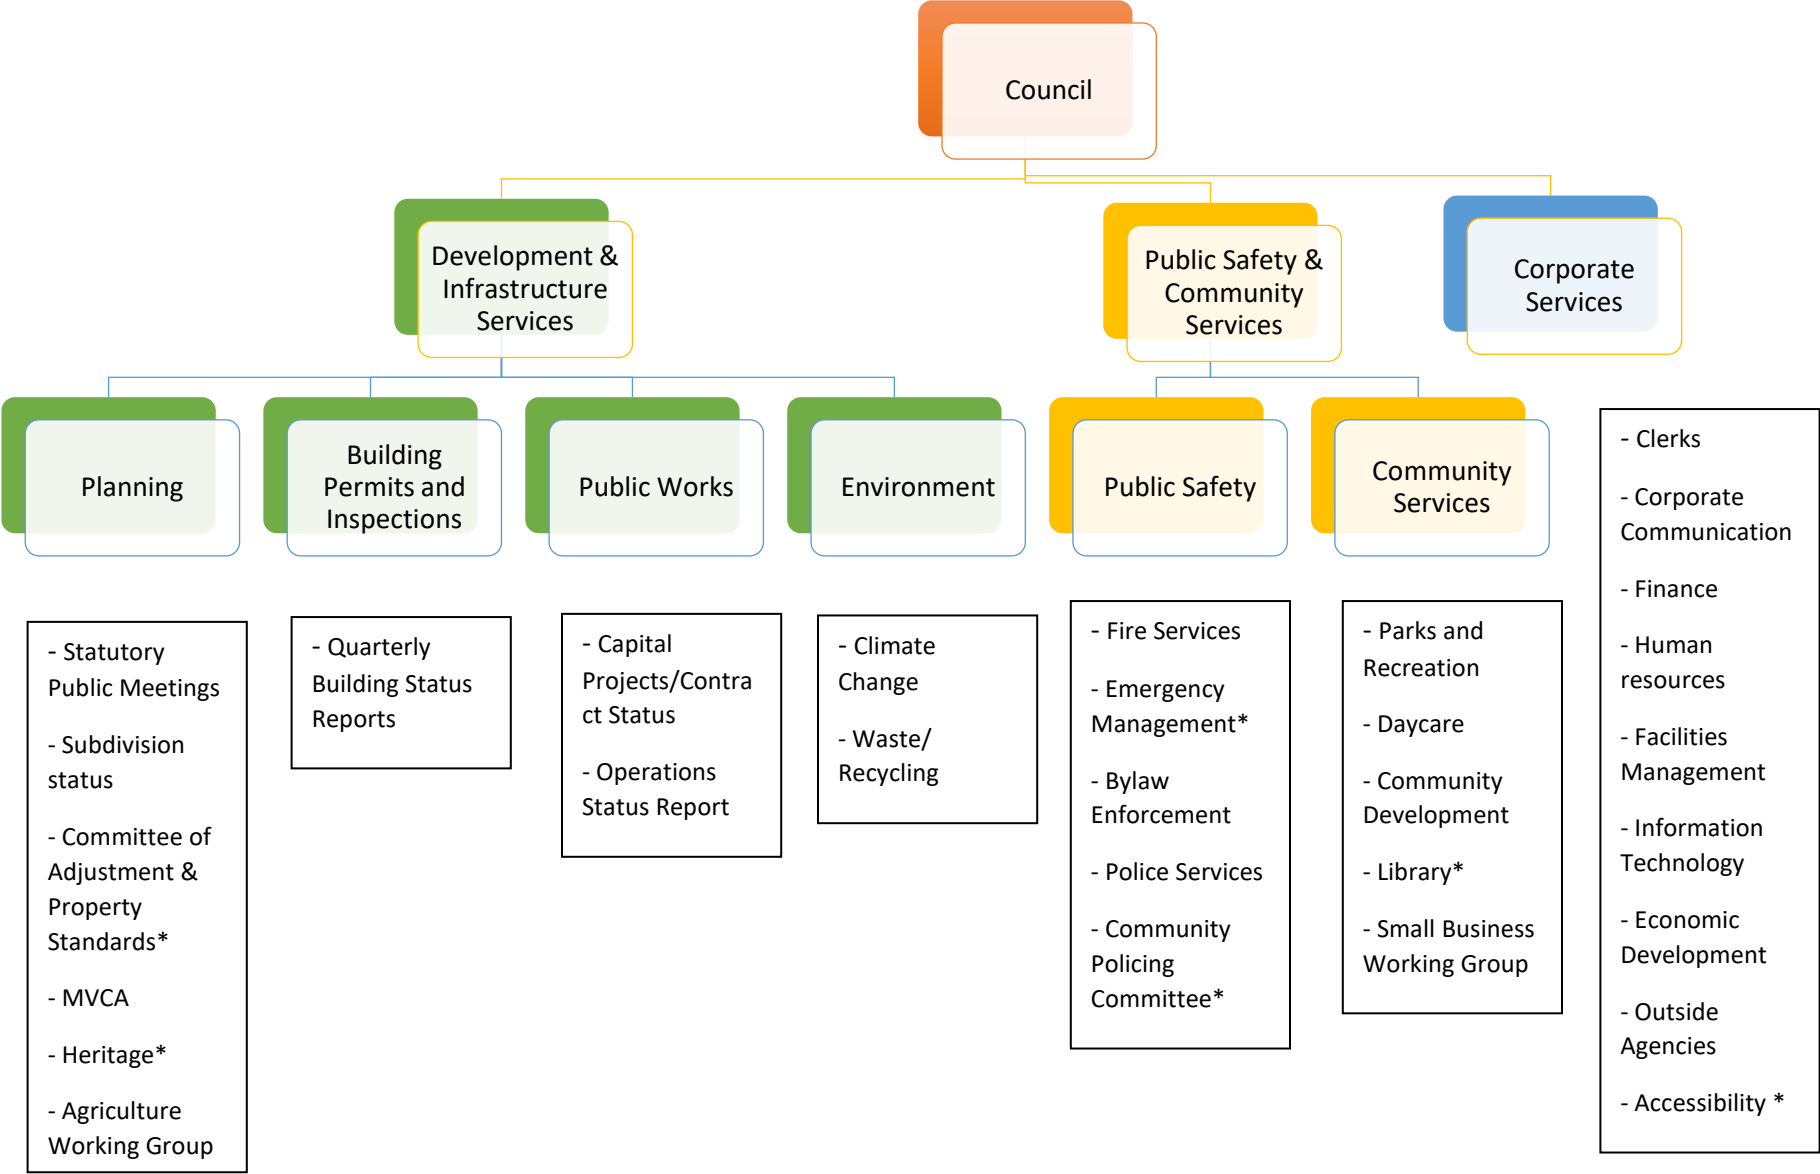 Council
Development &
Infrastructure
Services
Public Safety &
Community
Services
Corporate
Services
Planning
Building
Permits and
Inspections
Public Works
Environment
Public Safety
Community
Services
- Statutory
Public Meetings
- Subdivision
status
- Committee of
Adjustment &
Property
Standards*
- MVCA
- Heritage*
- Agriculture
Working Group
- Quarterly
Building Status
Reports
- Capital
Projects/Contra
ct Status
- Operations
Status Report
- Climate
Change
- Waste/
Recycling
- Fire Services
- Emergency
Management*
- Bylaw
Enforcement
- Police Services
- Community
Policing
Committee*
- Parks and
Recreation
- Daycare
- Community
Development
- Library*
- Small Business
Working Group
- Clerks
- Corporate
Communication
- Finance
- Human
resources
- Facilities
Management
- Information
Technology
- Economic
Development
- Outside
Agencies
- Accessibility *